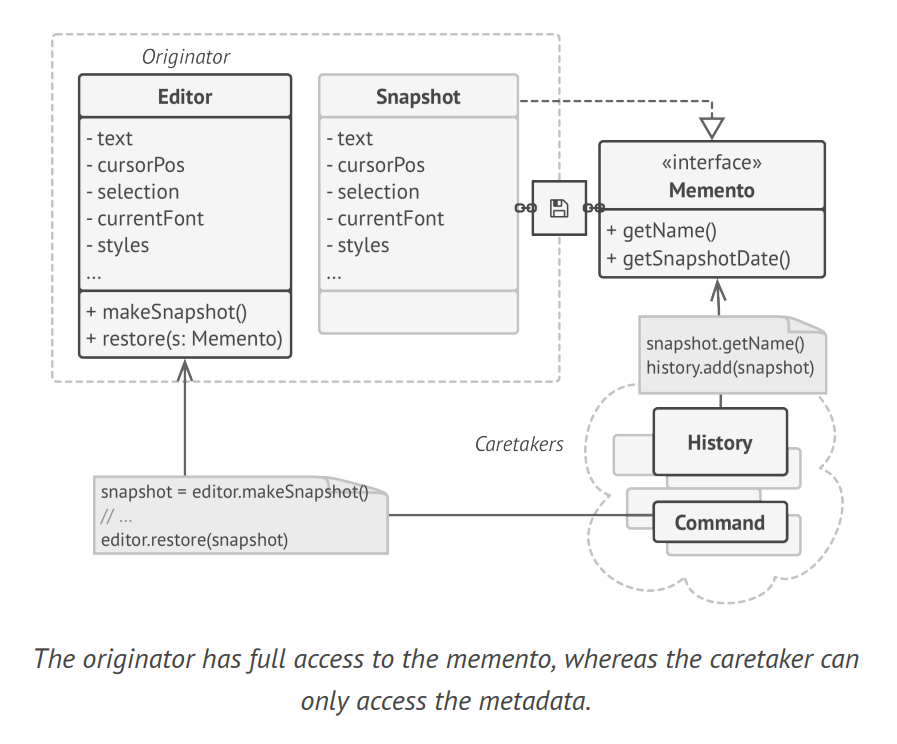 Originator
Editor
- text
- cursorPos
- selection
- currentFont
- styles
...
+ makeSnapshot()
+ restore(s: Memento)
Snapshot
- text
- cursorPos
- selection
- currentFont
- styles
...
«interface»
Memento
+ getName()
+ getSnapshotDate()
snapshot.getName()
history.add(snapshot)
Caretakers
History
Command
snapshot = editor.makeSnapshot()
// ...
editor.restore(snapshot)
The originator has full access to the memento, whereas the caretaker can
only access the metadata.